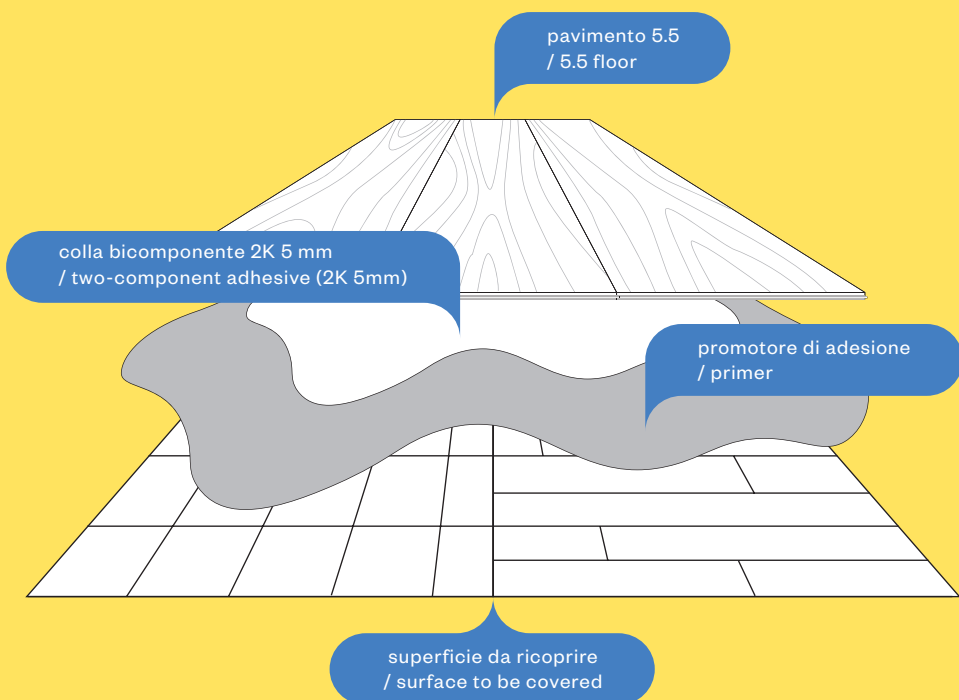 pavimento 5.5
/ 5.5 floor
colla bicomponente 2K 5 mm
/ two-component adhesive (2K 5mm)
promotore di adesione
/ primer
superficie da ricoprire
/ surface to be covered